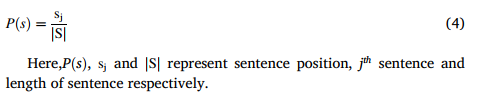 P(s) = sj / |S| (4)
Here,P(s), sj and |S| represent sentence position, jth sentence and
length of sentence respectively.